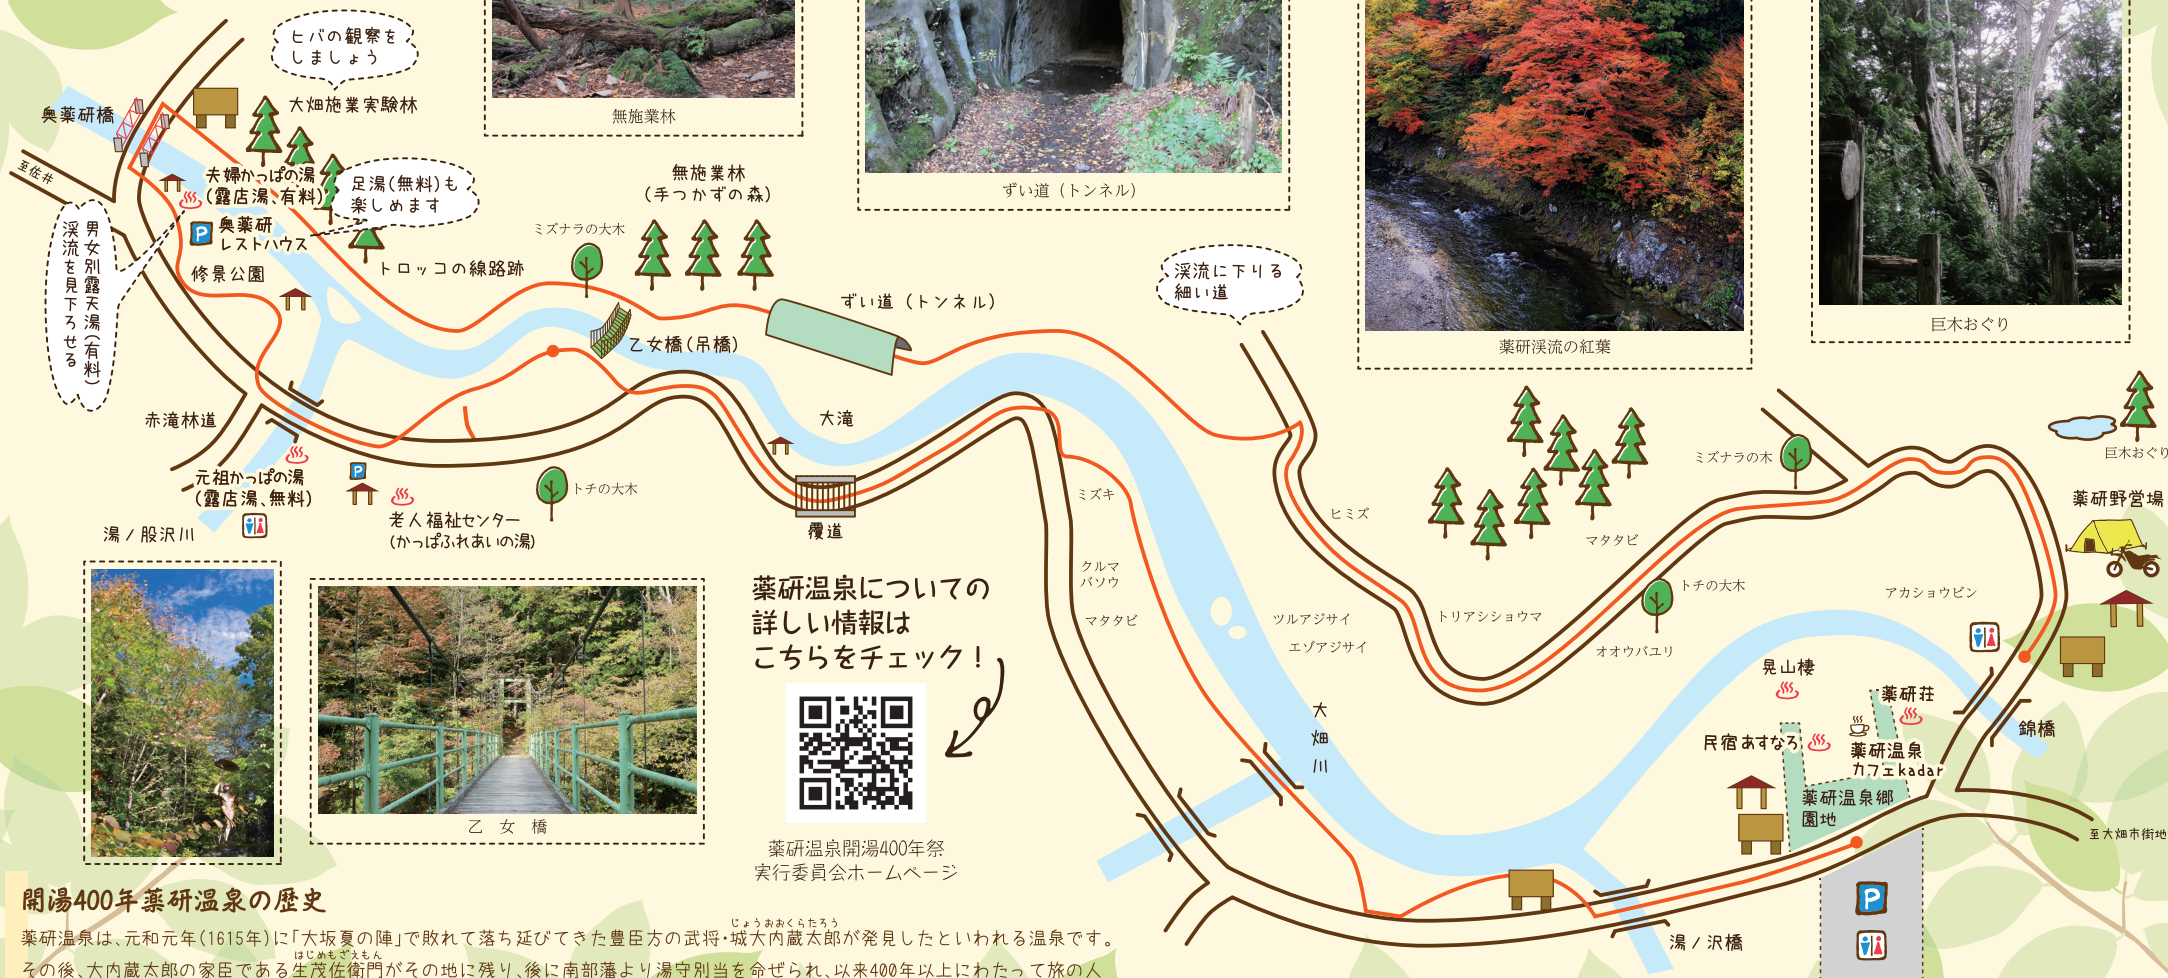 ヒバの観察を
しましょう
大畑施業実験林
奥薬研橋
至佐井
夫婦かっぱの湯
(露店湯、有料)
足湯(無料)も
楽しめます
奥薬研
レストハウス
修景公園
男女別露天湯(有料)
渓流を見下ろせる
トロッコの線路跡
無施業林
無施業林
(手つかずの森)
ミズナラの大木
乙女橋(吊橋)
ずい道(トンネル)
ずい道(トンネル)
渓流に下りる
細い道
薬研渓流の紅葉
巨木おぐり
赤滝林道
元祖かっぱの湯
(露店湯、無料)
湯ノ股沢川
老人福祉センター
(かっぱふれあいの湯)
トチの大木
大滝
覆道
ミズキ
クルマ
バソウ
マタタビ
ヒミズ
マタタビ
ミズナラの木
巨木おぐり
薬研野営場
トチの大木
アカショウビン
トリアシショウマ
オオウバユリ
ツルアジサイ
エゾアジサイ
大畑川
晃山棲
薬研荘
民宿あすなろ
薬研温泉
カフェkadar
薬研温泉郷
園地
錦橋
至大畑市街地
湯ノ沢橋
乙女橋
薬研温泉についての
詳しい情報は
こちらをチェック!
薬研温泉開湯400年祭
実行委員会ホームページ
開湯400年薬研温泉の歴史
じょうおおくらたろう
薬研温泉は、元和元年(1615年)に「大坂夏の陣」で敗れて落ち延びてきた豊臣方の武将・城大内蔵太郎が発見したといわれる温泉です。
はじめもざえもん
その後、大内蔵太郎の家臣である生茂佐衛門がその地に残り、後に南部藩より湯守別当を命ぜられ、以来400年以上にわたって旅の人